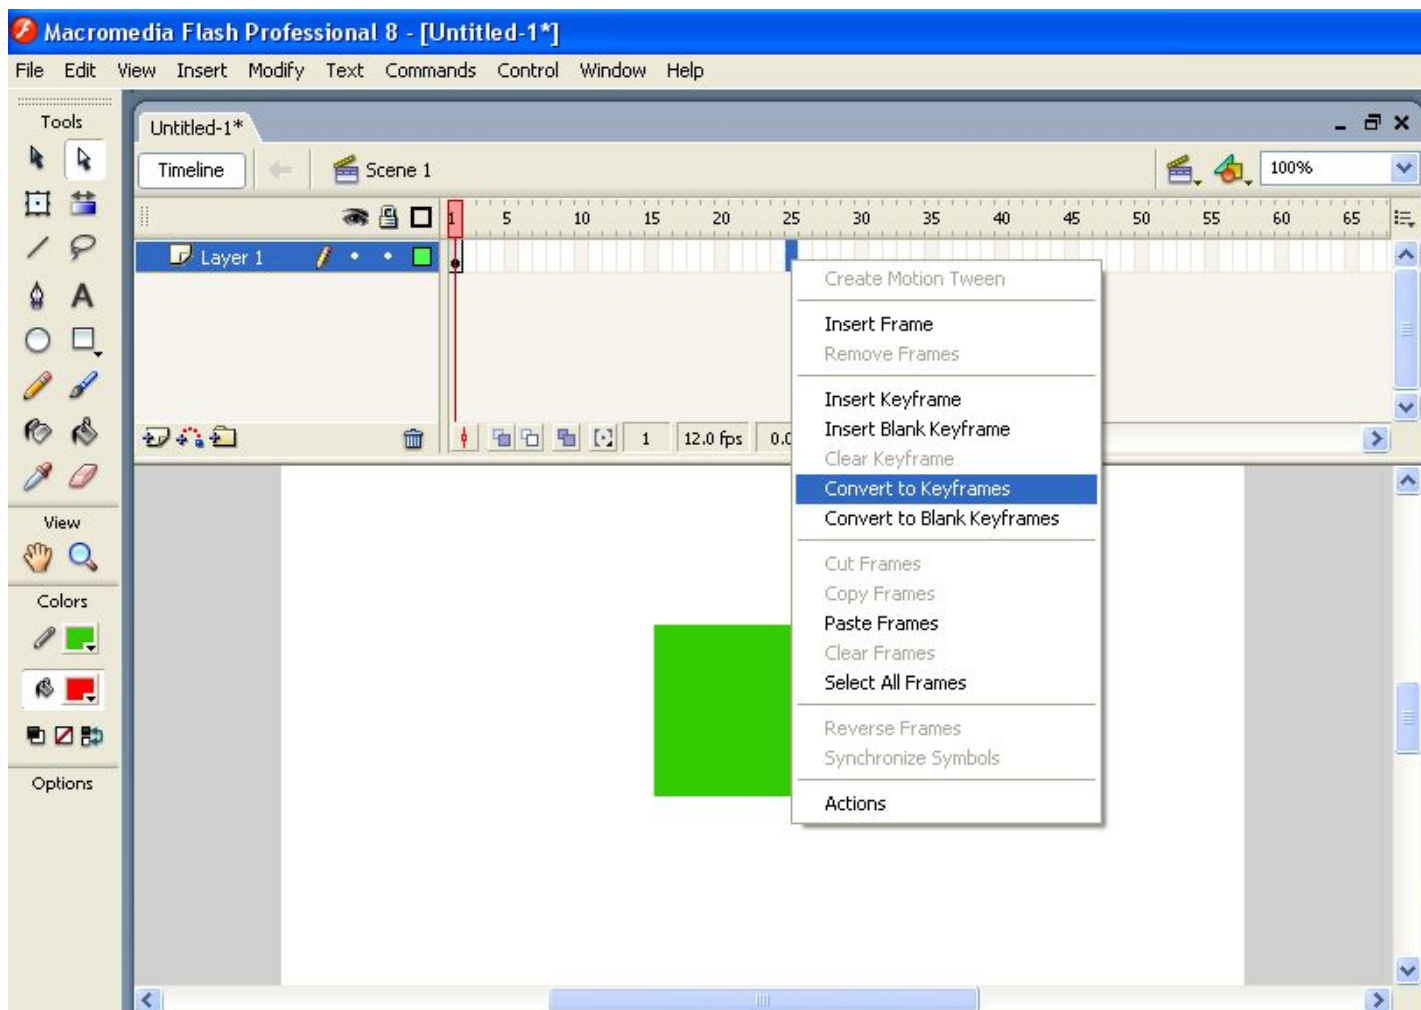 Macromedia Flash Professional 8 - [Untitled-1*]
File Edit View Insert Modify Text Commands Control Window Help
Tools
Untitled-1*
Timeline
Scene 1
100%
1 5 10 15 20 25 30 35 40 45 50 55 60 65
Layer 1
Create Motion Tween
Insert Frame
Remove Frames
Insert Keyframe
Insert Blank Keyframe
Clear Keyframe
Convert to Keyframes
Convert to Blank Keyframes
Cut Frames
Copy Frames
Paste Frames
Clear Frames
Select All Frames
Reverse Frames
Synchronize Symbols
Actions
1 12.0 fps
A
View
Colors
Options